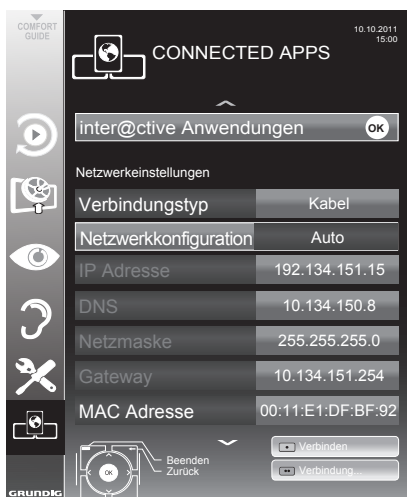 COMFORT
GUIDE
CONNECTED APPS
10.10.2011
15:00
inter@ctive Anwendungen OK
Netzwerkeinstellungen
Verbindungstyp Kabel
Netzwerkkonfiguration Auto
IP Adresse 192.134.151.15
DNS 10.134.150.8
Netzmaske 255.255.255.0
Gateway 10.134.151.254
MAC Adresse 00:11:E1:DF:BF:92
OK
Beenden
Zurück
Verbinden
Verbindung...
GRUNDIG